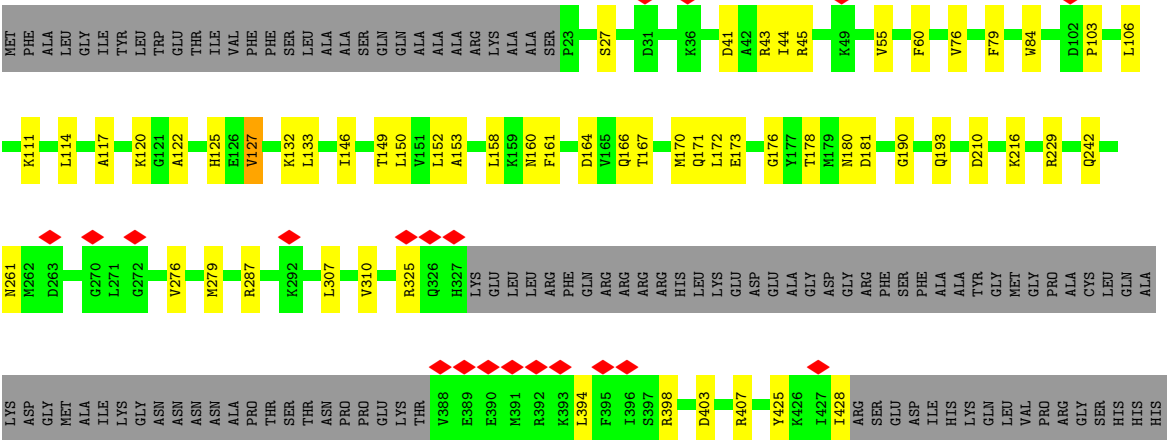 MET PHE ALA LEU GLY ILE TYR LEU TRP GLU THR ILE VAL PHE PHE SER LEU ALA ALA SER GLN GLN ALA ALA ALA ARG LYS ALA ALA SER P23 S27 D31 K36 D41 A42 R43 I44 R45 K49 V55 F60 V76 F79 W84 D102 P103 L106
K111 L114 A117 K120 G121 A122 H125 E126 V127 K132 L133 I146 T149 L150 V151 L152 A153 L158 K159 N160 F161 D164 V165 Q166 T167 M170 Q171 L172 E173 G176 Y177 T178 M179 N180 D181 G190 Q193 D210 K216 R229 Q242
N261 M262 D263 G270 L271 G272 V276 M279 R287 K292 L307 V310 R325 Q326 H327 LYS GLU LEU LEU ARG PHE GLN ARG ARG ARG ARG HIS LEU LYS GLU ASP GLU ALA GLY ASP GLY ARG PHE SER PHE ALA ALA TYR GLY MET GLY PRO ALA CYS LEU GLN ALA
LYS ASP GLY MET ALA ILE LYS GLY ASN ASN ASN ASN ALA PRO THR SER THR ASN PRO PRO GLU LYS THR V388 E389 E390 M391 R392 K393 L394 F395 I396 S397 R398 D403 R407 Y425 K426 I427 I428 ARG SER GLU ASP ILE HIS LYS GLN LEU VAL PRO ARG GLY SER HIS HIS HIS